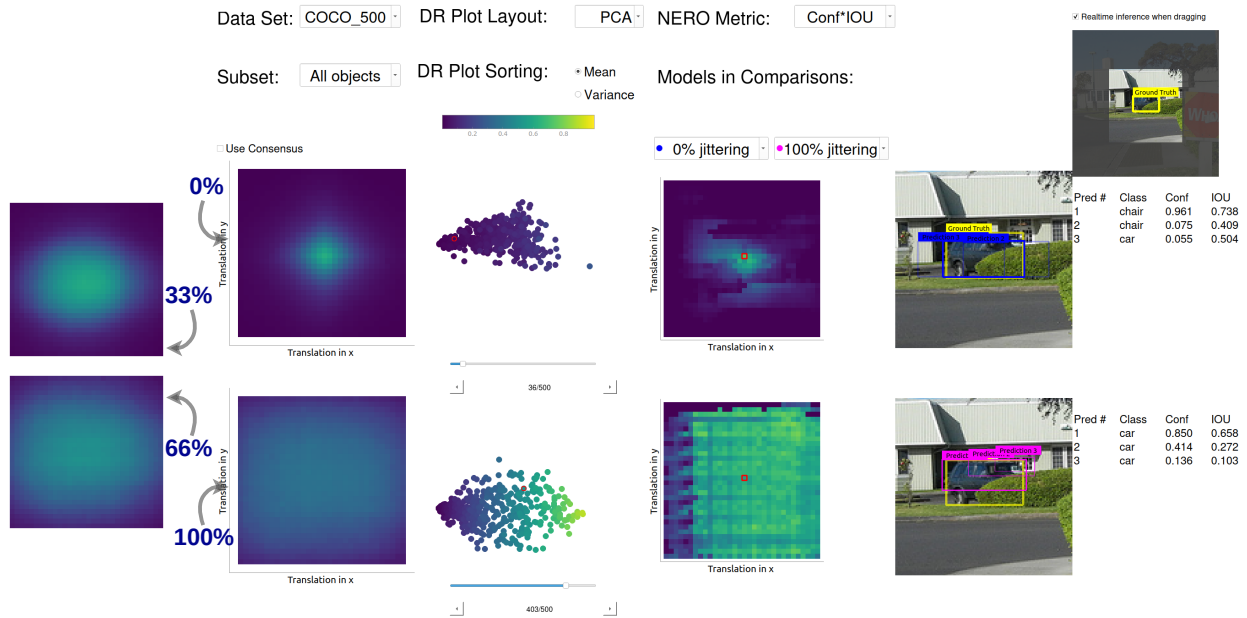 Data Set: COCO_500 DR Plot Layout: PCA NERO Metric: Conf*IOU
Realtime inference when dragging
Subset: All objects DR Plot Sorting: Mean Models in Comparisons:
Variance
Ground Truth
0.2 0.4 0.6 0.8
Use Consensus
0% jittering 100% jittering
0%
33%
Translation in y
Translation in x
Translation in y
Translation in x
Ground Truth
Pred # Class Conf IOU
1 chair 0.961 0.738
2 chair 0.075 0.409
3 car 0.055 0.504
36/500
66%
100%
Translation in y
Translation in x
Translation in y
Translation in x
Predict Predict Prediction 3
Pred # Class Conf IOU
1 car 0.850 0.658
2 car 0.414 0.272
3 car 0.136 0.103
403/500